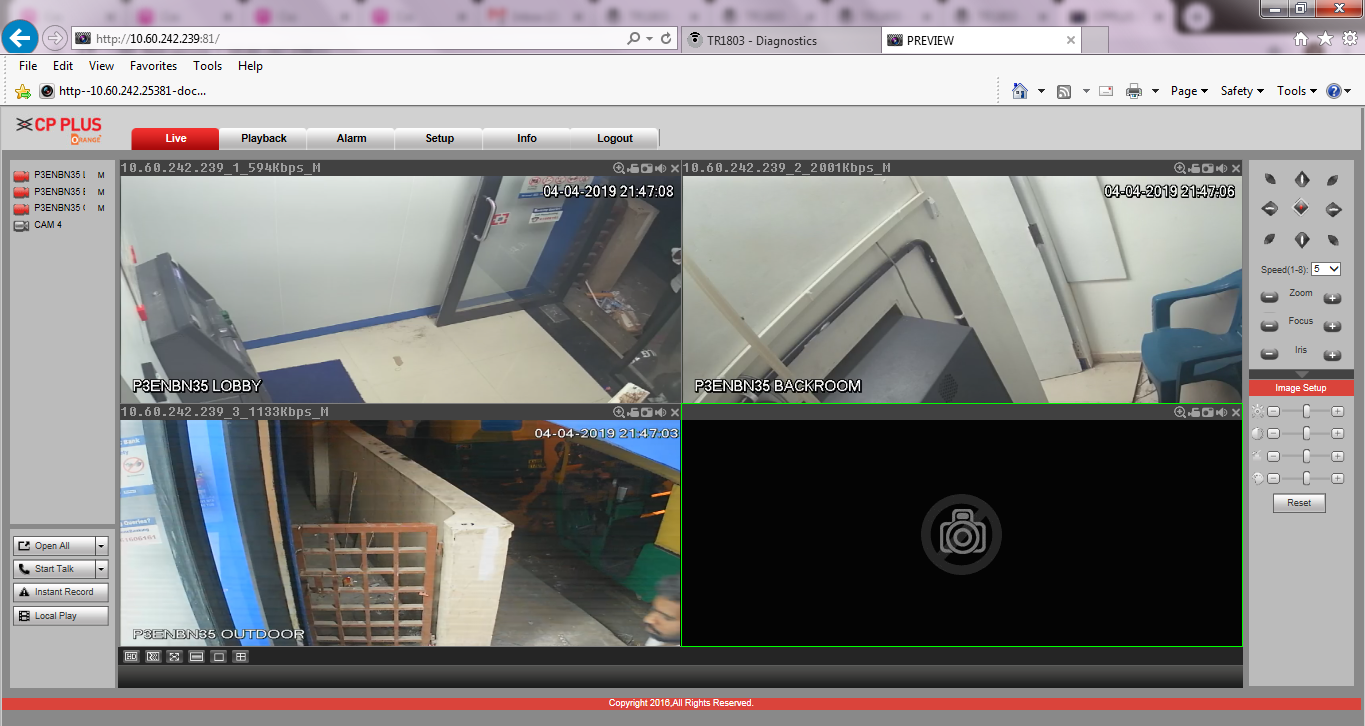 http://10.60.242.239:81/
TR1803 - Diagnostics
PREVIEW
File Edit View Favorites Tools Help
http--10.60.242.25381-doc...
Page Safety Tools
CP PLUS
ORANGE
Live Playback Alarm Setup Info Logout
P3ENBN35 M
P3ENBN35 M
P3ENBN35 M
CAM 4
10.60.242.239_1_594Kbps_M
04-04-2019 21:47:08
P3ENBN35 LOBBY
10.60.242.239_2_2001Kbps_M
04-04-2019 21:47:06
P3ENBN35 BACKROOM
10.60.242.239_3_1133Kbps_M
04-04-2019 21:47:03
Bank
P3ENBN35 OUTDOOR
Speed(1-8): 5
Zoom
Focus
Iris
Image Setup
Reset
Open All
Start Talk
Instant Record
Local Play
Copyright 2016,All Rights Reserved.